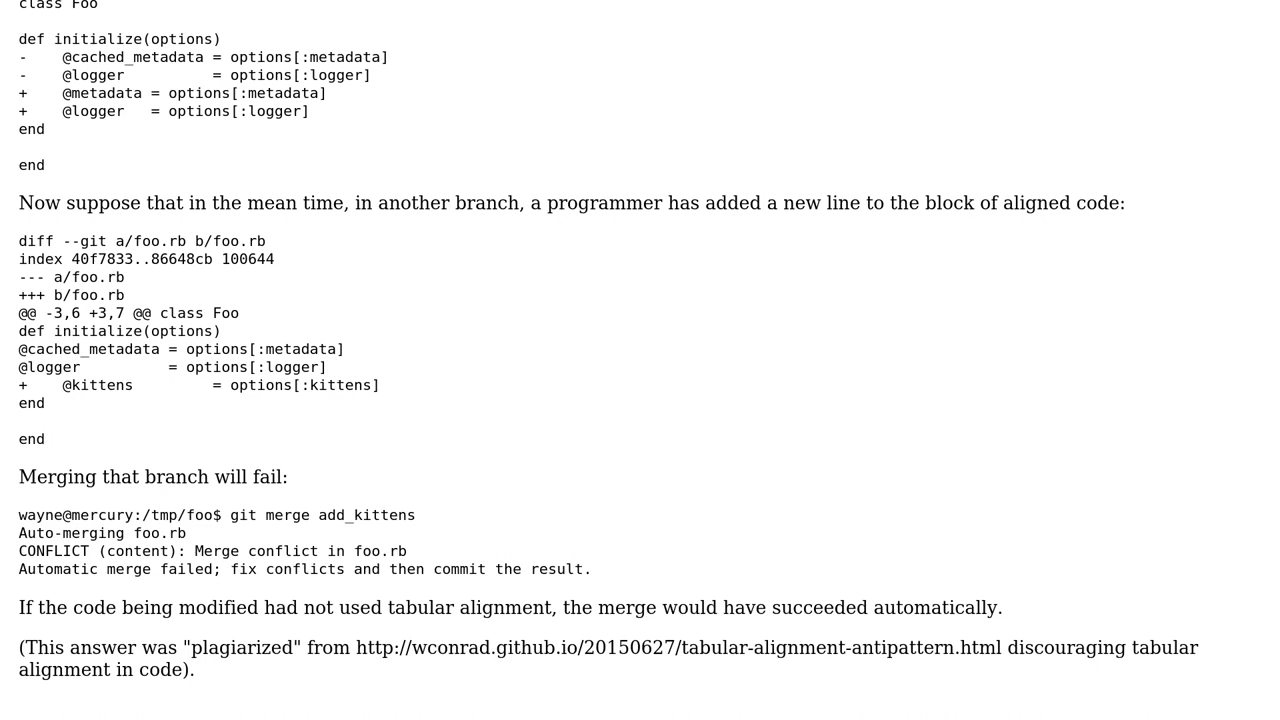 class Foo
def initialize(options)
-    @cached_metadata = options[:metadata]
-    @logger          = options[:logger]
+    @metadata = options[:metadata]
+    @logger   = options[:logger]
end
end
Now suppose that in the mean time, in another branch, a programmer has added a new line to the block of aligned code:
diff --git a/foo.rb b/foo.rb
index 40f7833..86648cb 100644
--- a/foo.rb
+++ b/foo.rb
@@ -3,6 +3,7 @@ class Foo
def initialize(options)
@cached_metadata = options[:metadata]
@logger          = options[:logger]
+    @kittens         = options[:kittens]
end
end
Merging that branch will fail:
wayne@mercury:/tmp/foo$ git merge add_kittens
Auto-merging foo.rb
CONFLICT (content): Merge conflict in foo.rb
Automatic merge failed; fix conflicts and then commit the result.
If the code being modified had not used tabular alignment, the merge would have succeeded automatically.
(This answer was "plagiarized" from http://wconrad.github.io/20150627/tabular-alignment-antipattern.html discouraging tabular
alignment in code).